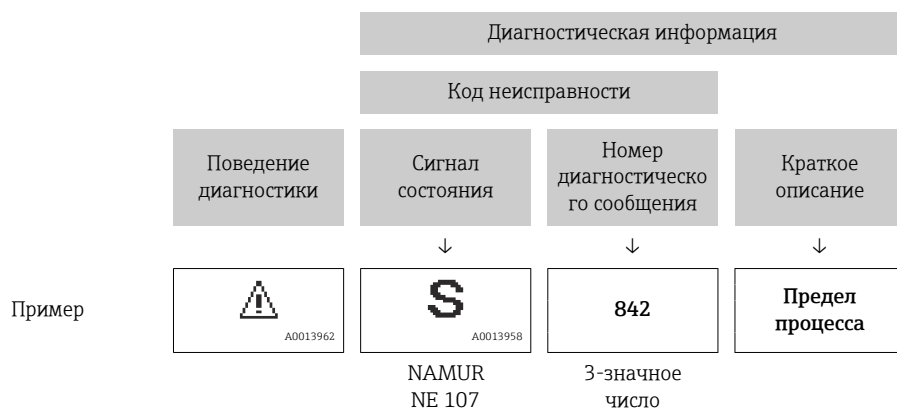 Диагностическая информация
Код неисправности
Поведение
диагностики
Сигнал
состояния
Номер
диагностическо
го сообщения
Краткое
описание
↓ ↓ ↓
Пример
A0013962
S
A0013958
842
Предел
процесса
NAMUR
NE 107
3-значное
число